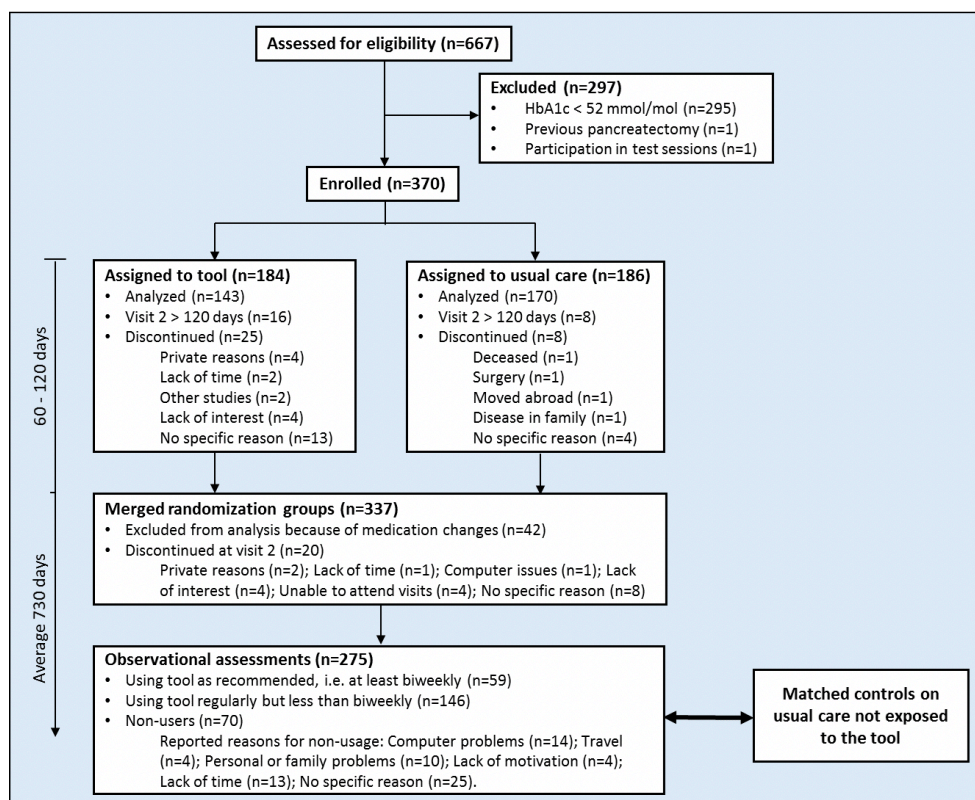 Assessed for eligibility (n=667)
Excluded (n=297)
• HbA1c < 52 mmol/mol (n=295)
• Previous pancreatectomy (n=1)
• Participation in test sessions (n=1)
Enrolled (n=370)
60 - 120 days
Assigned to tool (n=184)
• Analyzed (n=143)
• Visit 2 > 120 days (n=16)
• Discontinued (n=25)
Private reasons (n=4)
Lack of time (n=2)
Other studies (n=2)
Lack of interest (n=4)
No specific reason (n=13)
Assigned to usual care (n=186)
• Analyzed (n=170)
• Visit 2 > 120 days (n=8)
• Discontinued (n=8)
Deceased (n=1)
Surgery (n=1)
Moved abroad (n=1)
Disease in family (n=1)
No specific reason (n=4)
Average 730 days
Merged randomization groups (n=337)
• Excluded from analysis because of medication changes (n=42)
• Discontinued at visit 2 (n=20)
Private reasons (n=2); Lack of time (n=1); Computer issues (n=1); Lack
of interest (n=4); Unable to attend visits (n=4); No specific reason (n=8)
Observational assessments (n=275)
• Using tool as recommended, i.e. at least biweekly (n=59)
• Using tool regularly but less than biweekly (n=146)
• Non-users (n=70)
Reported reasons for non-usage: Computer problems (n=14); Travel
(n=4); Personal or family problems (n=10); Lack of motivation (n=4);
Lack of time (n=13); No specific reason (n=25).
Matched controls on
usual care not exposed
to the tool